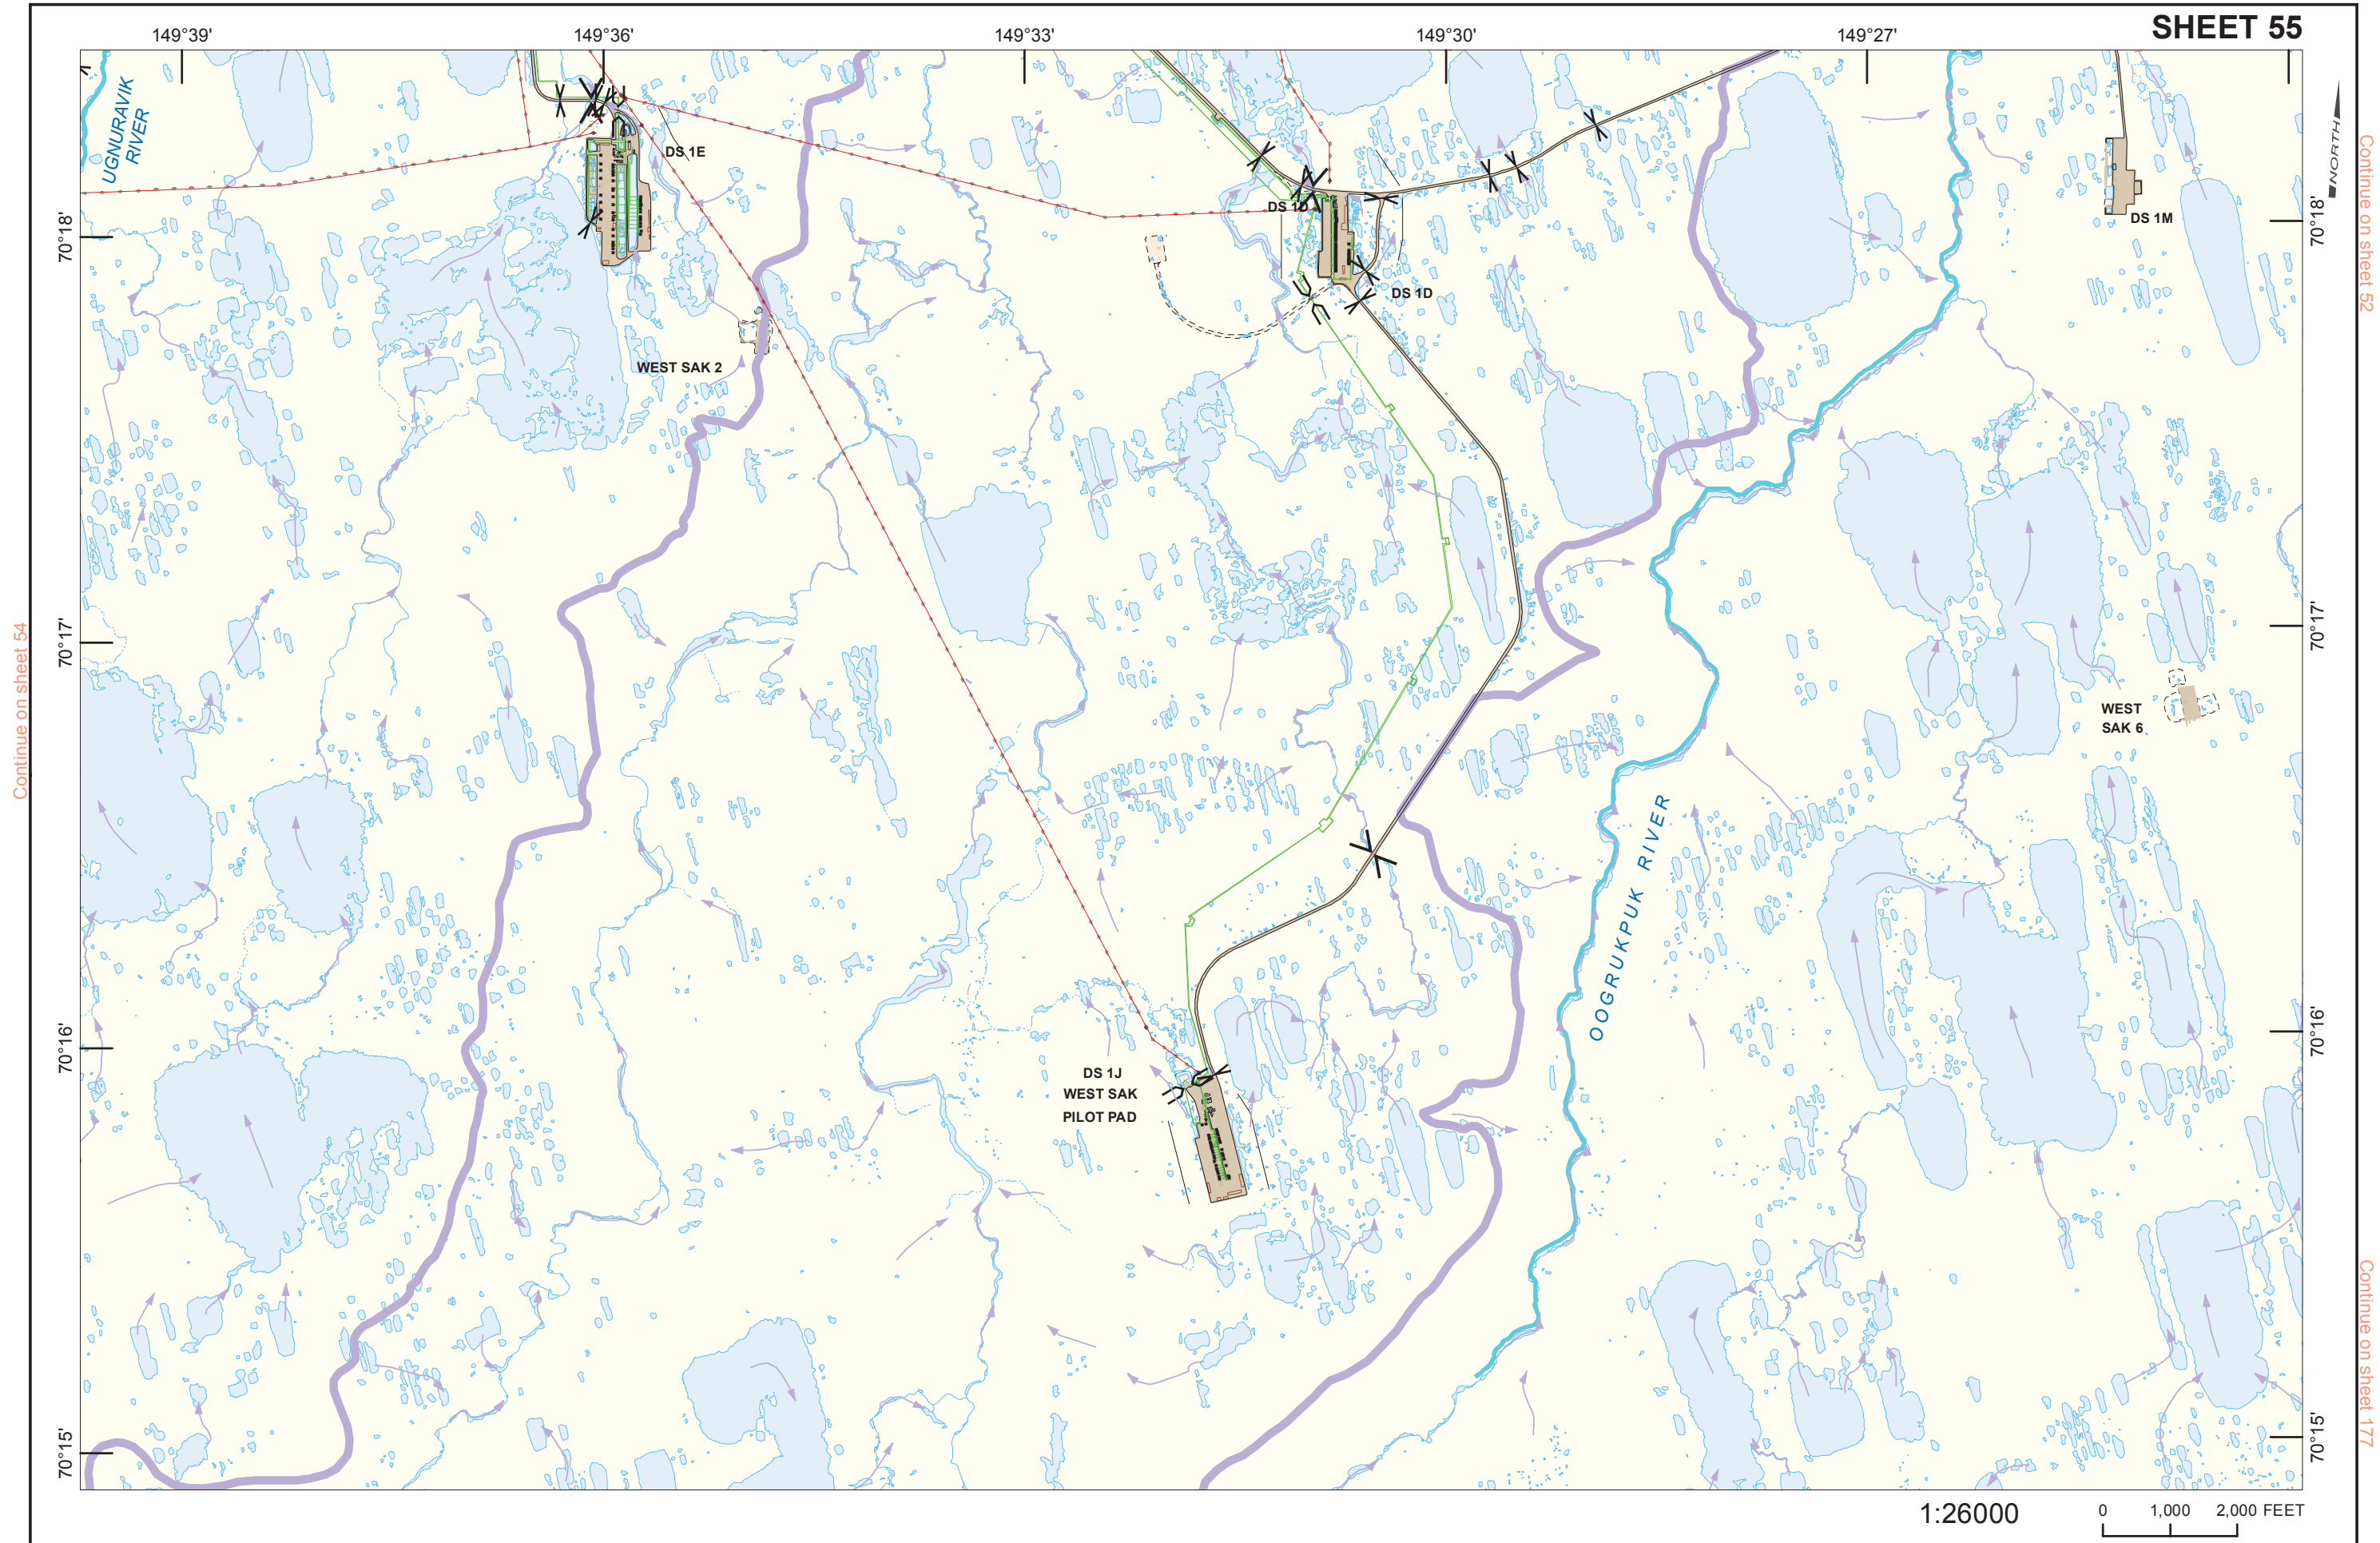 SHEET 55
149°39'
149°36'
149°33'
149°30'
149°27'
UGNURAVIK
RIVER
NORTH
Continue on sheet 52
DS 1E
DS 1D
DS 1M
70°18'
70°18'
DS 1D
WEST SAK 2
Continue on sheet 54
70°17'
70°17'
WEST
SAK 6
OOGRUKPUK RIVER
70°16'
70°16'
DS 1J
WEST SAK
PILOT PAD
Continue on sheet 177
70°15'
70°15'
1:26000
0 1,000 2,000 FEET